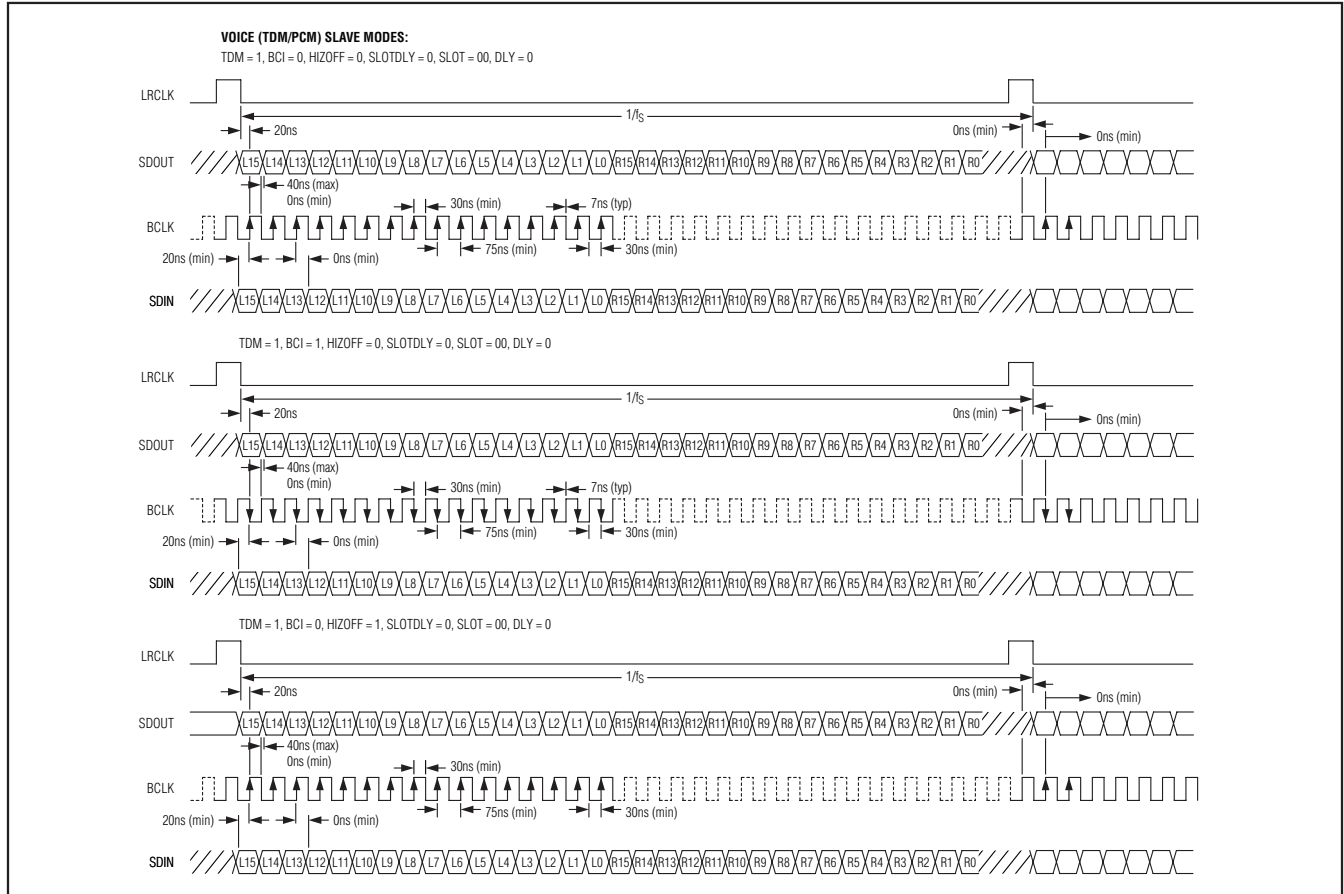 VOICE (TDM/PCM) SLAVE MODES:
TDM = 1, BCI = 0, HIZOFF = 0, SLOTDLY = 0, SLOT = 00, DLY = 0
LRCLK
1/fS
20ns 0ns (min) 0ns (min)
SDOUT L15 L14 L13 L12 L11 L10 L9 L8 L7 L6 L5 L4 L3 L2 L1 L0 R15 R14 R13 R12 R11 R10 R9 R8 R7 R6 R5 R4 R3 R2 R1 R0
40ns (max)
0ns (min) 30ns (min) 7ns (typ)
BCLK
20ns (min) 0ns (min) 75ns (min) 30ns (min)
SDIN L15 L14 L13 L12 L11 L10 L9 L8 L7 L6 L5 L4 L3 L2 L1 L0 R15 R14 R13 R12 R11 R10 R9 R8 R7 R6 R5 R4 R3 R2 R1 R0
TDM = 1, BCI = 1, HIZOFF = 0, SLOTDLY = 0, SLOT = 00, DLY = 0
LRCLK
1/fS
20ns 0ns (min) 0ns (min)
SDOUT L15 L14 L13 L12 L11 L10 L9 L8 L7 L6 L5 L4 L3 L2 L1 L0 R15 R14 R13 R12 R11 R10 R9 R8 R7 R6 R5 R4 R3 R2 R1 R0
40ns (max)
0ns (min) 30ns (min) 7ns (typ)
BCLK
20ns (min) 0ns (min) 75ns (min) 30ns (min)
SDIN L15 L14 L13 L12 L11 L10 L9 L8 L7 L6 L5 L4 L3 L2 L1 L0 R15 R14 R13 R12 R11 R10 R9 R8 R7 R6 R5 R4 R3 R2 R1 R0
TDM = 1, BCI = 0, HIZOFF = 1, SLOTDLY = 0, SLOT = 00, DLY = 0
LRCLK
1/fS
20ns 0ns (min) 0ns (min)
SDOUT L15 L14 L13 L12 L11 L10 L9 L8 L7 L6 L5 L4 L3 L2 L1 L0 R15 R14 R13 R12 R11 R10 R9 R8 R7 R6 R5 R4 R3 R2 R1 R0
40ns (max)
0ns (min) 30ns (min)
BCLK
20ns (min) 0ns (min) 75ns (min) 30ns (min)
SDIN L15 L14 L13 L12 L11 L10 L9 L8 L7 L6 L5 L4 L3 L2 L1 L0 R15 R14 R13 R12 R11 R10 R9 R8 R7 R6 R5 R4 R3 R2 R1 R0